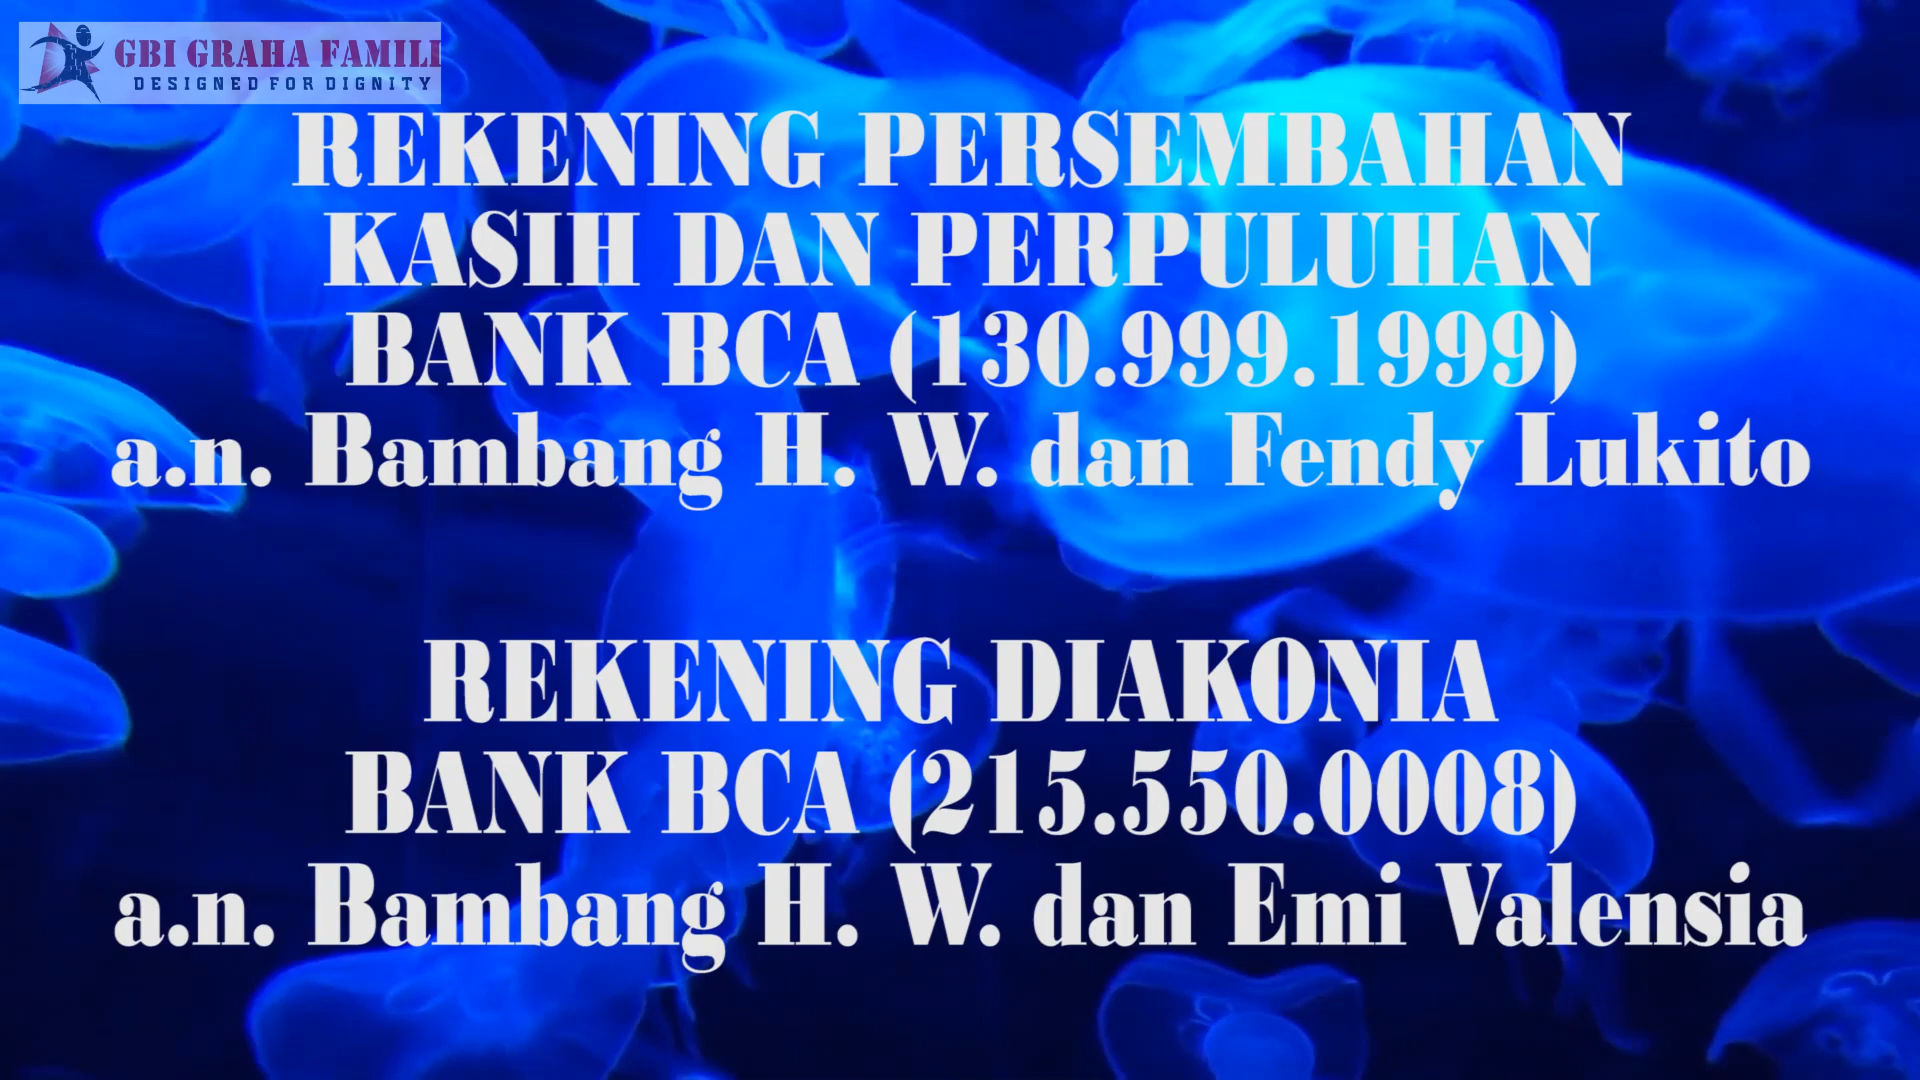 GBI GRAHA FAMILI
DESIGNED FOR DIGNITY
REKENING PERSEMBAHAN
KASIH DAN PERPULUHAN
BANK BCA (130.999.1999)
a.n. Bambang H. W. dan Fendy Lukito
REKENING DIAKONIA
BANK BCA (215.550.0008)
a.n. Bambang H. W. dan Emi Valensia